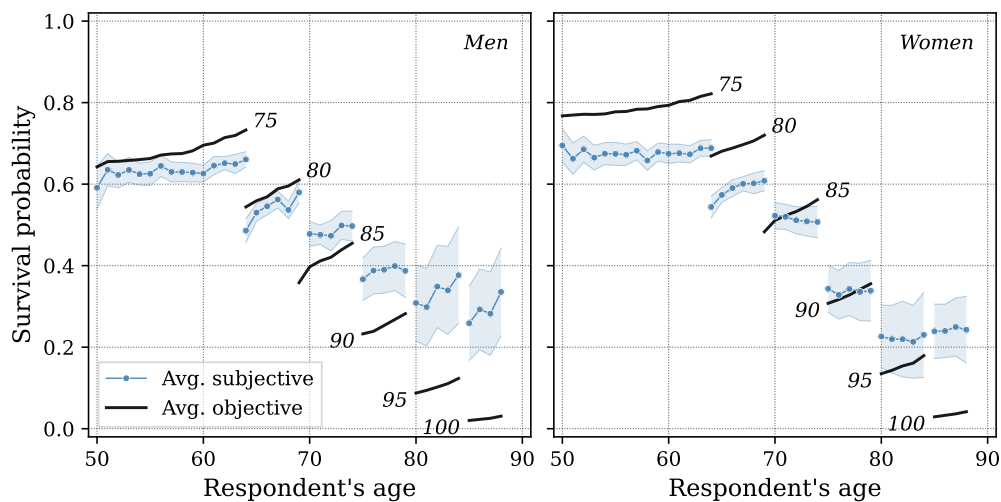 Men
Women
Survival probability
1.0
0.8
0.6
0.4
0.2
0.0
75
80
85
90
95
100
75
80
85
90
95
100
Avg. subjective
Avg. objective
50 60 70 80 90
50 60 70 80 90
Respondent's age
Respondent's age